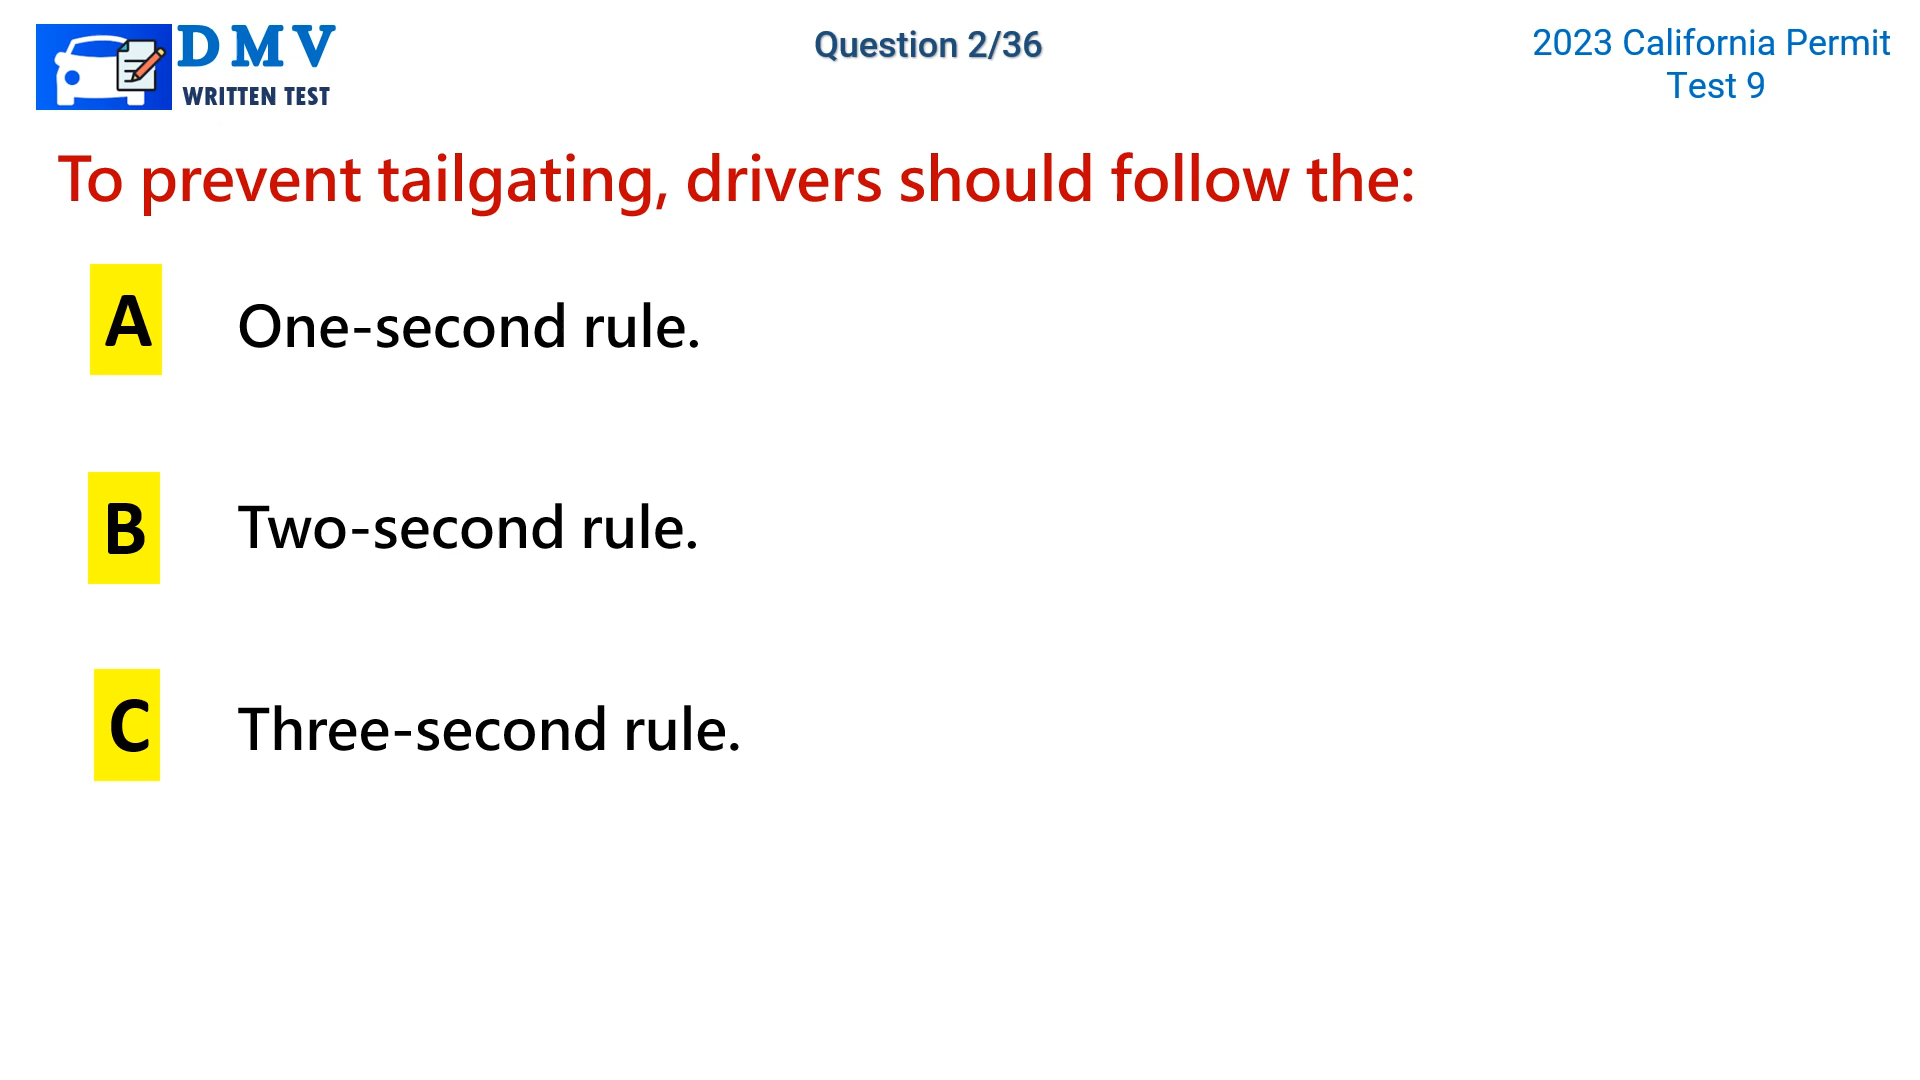 DMV
WRITTEN TEST
Question 2/36
2023 California Permit
Test 9
To prevent tailgating, drivers should follow the:
A One-second rule.
B Two-second rule.
C Three-second rule.